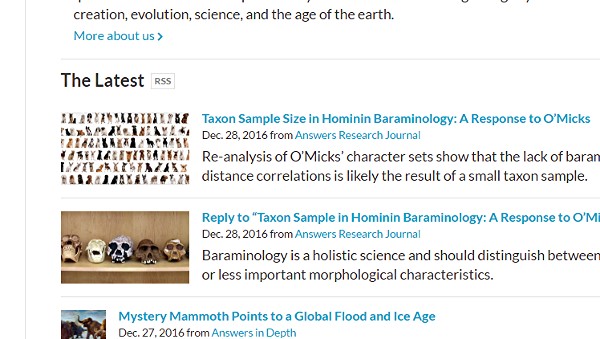 creation, evolution, science, and the age of the earth.
More about us >
The Latest RSS
Taxon Sample Size in Hominin Baraminology: A Response to O'Micks
Dec. 28, 2016 from Answers Research Journal
Re-analysis of O'Micks' character sets show that the lack of baram
distance correlations is likely the result of a small taxon sample.
Reply to “Taxon Sample in Hominin Baraminology: A Response to O'Mi
Dec. 28, 2016 from Answers Research Journal
Baraminology is a holistic science and should distinguish between
or less important morphological characteristics.
Mystery Mammoth Points to a Global Flood and Ice Age
Dec. 27, 2016 from Answers in Depth